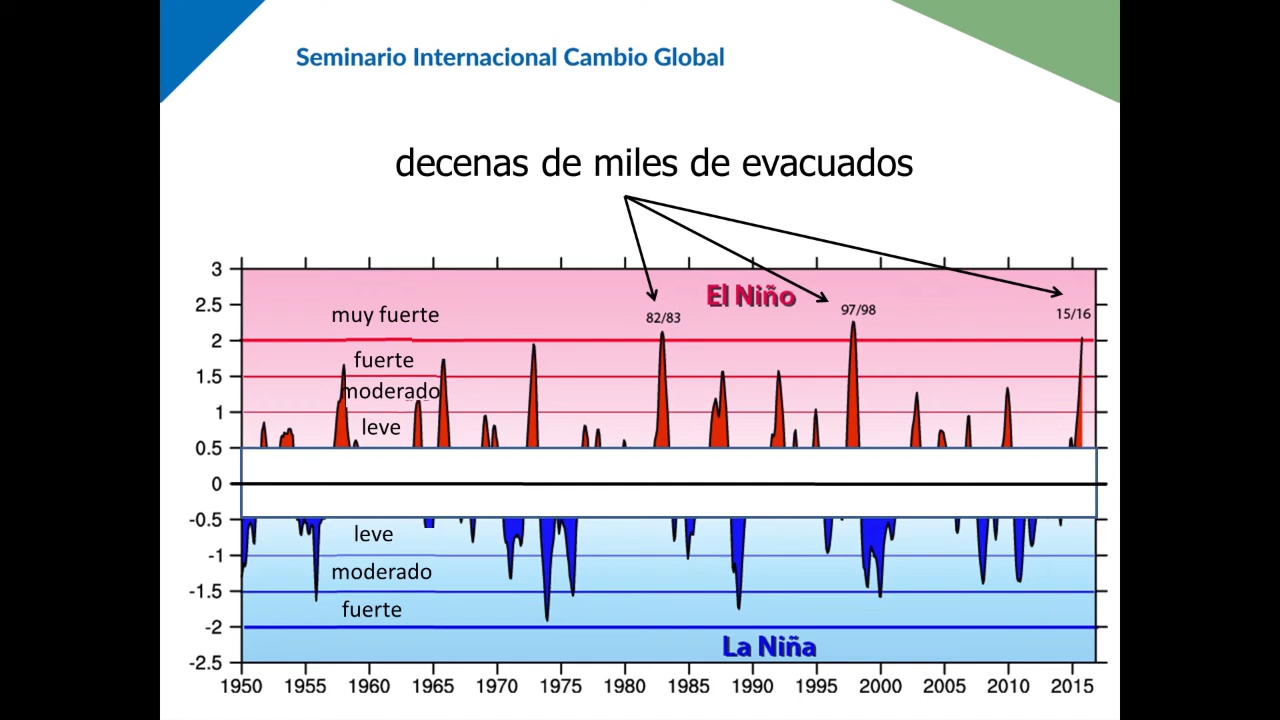 Seminario Internacional Cambio Global
decenas de miles de evacuados
3
2.5
2
1.5
1
0.5
0
-0.5
-1
-1.5
-2
-2.5
El Niño
82/83
97/98
15/16
muy fuerte
fuerte
moderado
leve
leve
moderado
fuerte
La Niña
1950 1955 1960 1965 1970 1975 1980 1985 1990 1995 2000 2005 2010 2015